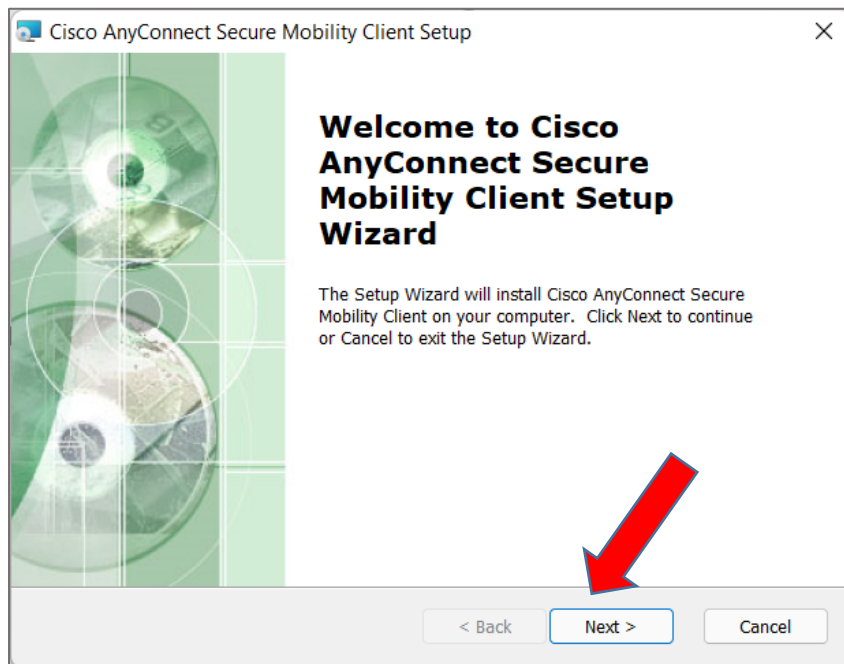 Cisco AnyConnect Secure Mobility Client Setup
Welcome to Cisco
AnyConnect Secure
Mobility Client Setup
Wizard
The Setup Wizard will install Cisco AnyConnect Secure
Mobility Client on your computer.  Click Next to continue
or Cancel to exit the Setup Wizard.
< Back
Next >
Cancel